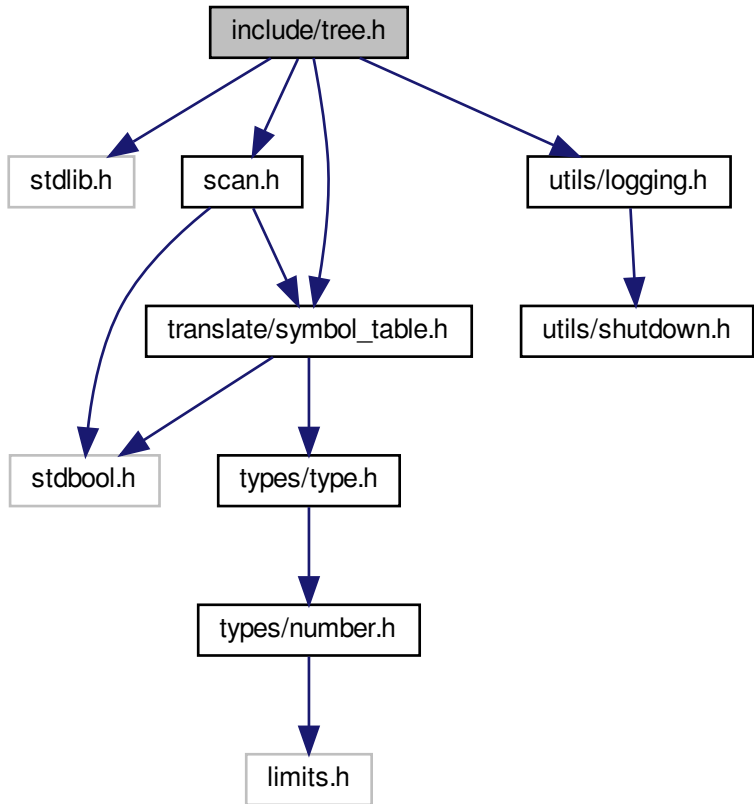 include/tree.h
stdlib.h
scan.h
utils/logging.h
translate/symbol_table.h
utils/shutdown.h
stdbool.h
types/type.h
types/number.h
limits.h